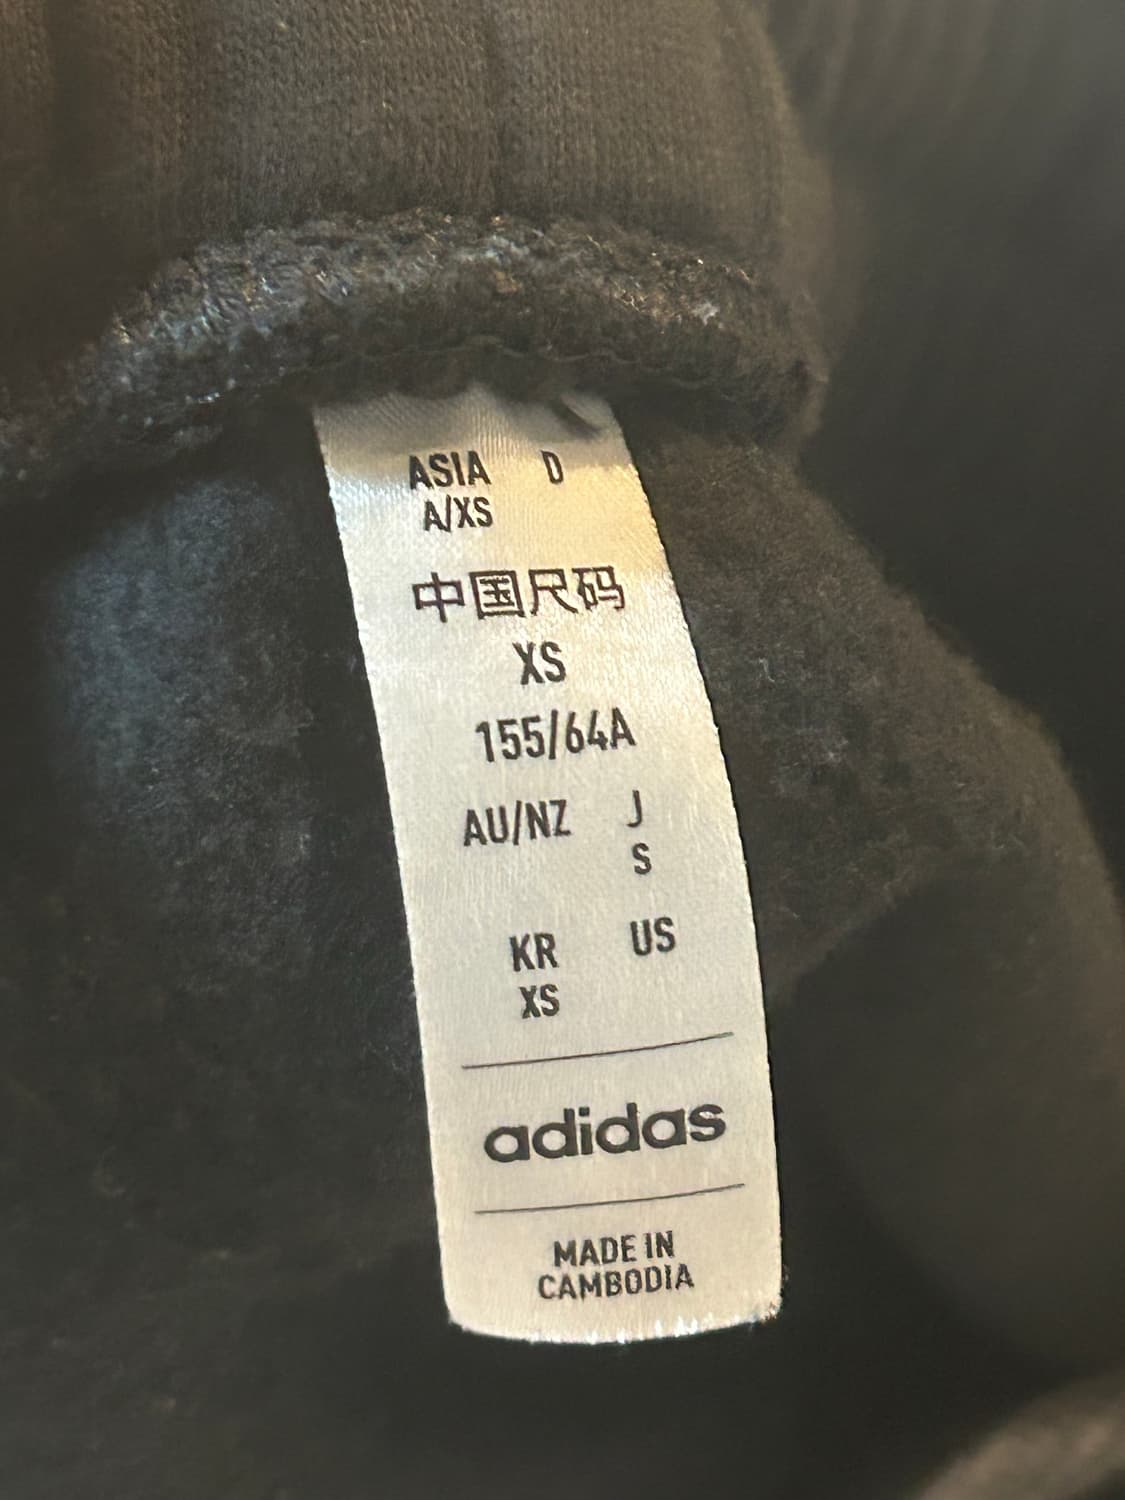 ASIA D
A/XS
中国尺码
XS
155/64A
AU/NZ J
S
KR US
XS
adidas
MADE IN
CAMBODIA